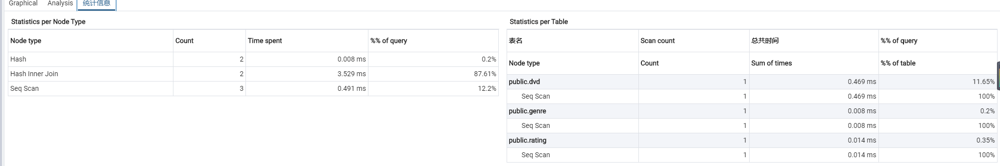 Graphical Analysis 统计信息
Statistics per Node Type
Node type Count Time spent %% of query
Hash 2 0.008 ms 0.2%
Hash Inner Join 2 3.529 ms 87.61%
Seq Scan 3 0.491 ms 12.2%
Statistics per Table
表名 Scan count 总共时间 %% of query
Node type Count Sum of times %% of table
public.dvd 1 0.469 ms 11.65%
Seq Scan 1 0.469 ms 100%
public.genre 1 0.008 ms 0.2%
Seq Scan 1 0.008 ms 100%
public.rating 1 0.014 ms 0.35%
Seq Scan 1 0.014 ms 100%